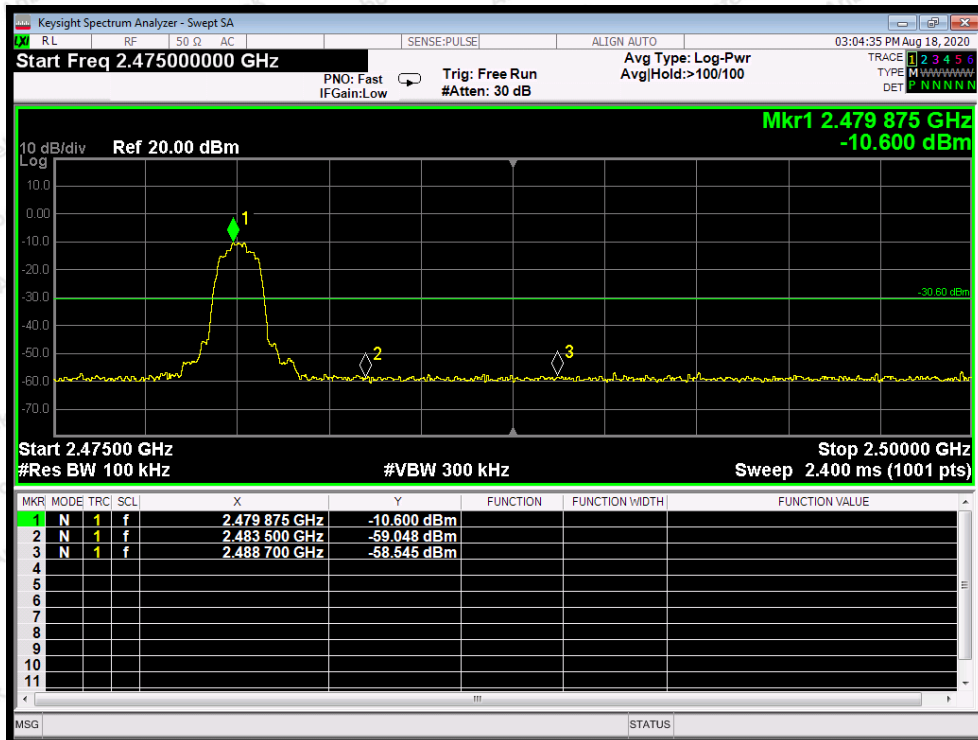 Keysight Spectrum Analyzer - Swept SA
LXI RL RF 50 Ω AC SENSE:PULSE ALIGN AUTO 03:04:35 PM Aug 18, 2020
Start Freq 2.475000000 GHz Avg Type: Log-Pwr TRACE 1 2 3 4 5 6
PNO: Fast Trig: Free Run Avg|Hold:>100/100 TYPE M WWWWW
IFGain:Low #Atten: 30 dB DET P N N N N N
Mkr1 2.479 875 GHz
10 dB/div Ref 20.00 dBm -10.600 dBm
Log
10.0
0.00
1
-10.0
-20.0
-30.0 -30.60 dBm
-40.0
-50.0 2 3
-60.0
-70.0
Start 2.47500 GHz Stop 2.50000 GHz
#Res BW 100 kHz #VBW 300 kHz Sweep 2.400 ms (1001 pts)
MKR MODE TRC SCL X Y FUNCTION FUNCTION WIDTH FUNCTION VALUE
1 N 1 f 2.479 875 GHz -10.600 dBm
2 N 1 f 2.483 500 GHz -59.048 dBm
3 N 1 f 2.488 700 GHz -58.545 dBm
4
5
6
7
8
9
10
11
MSG STATUS